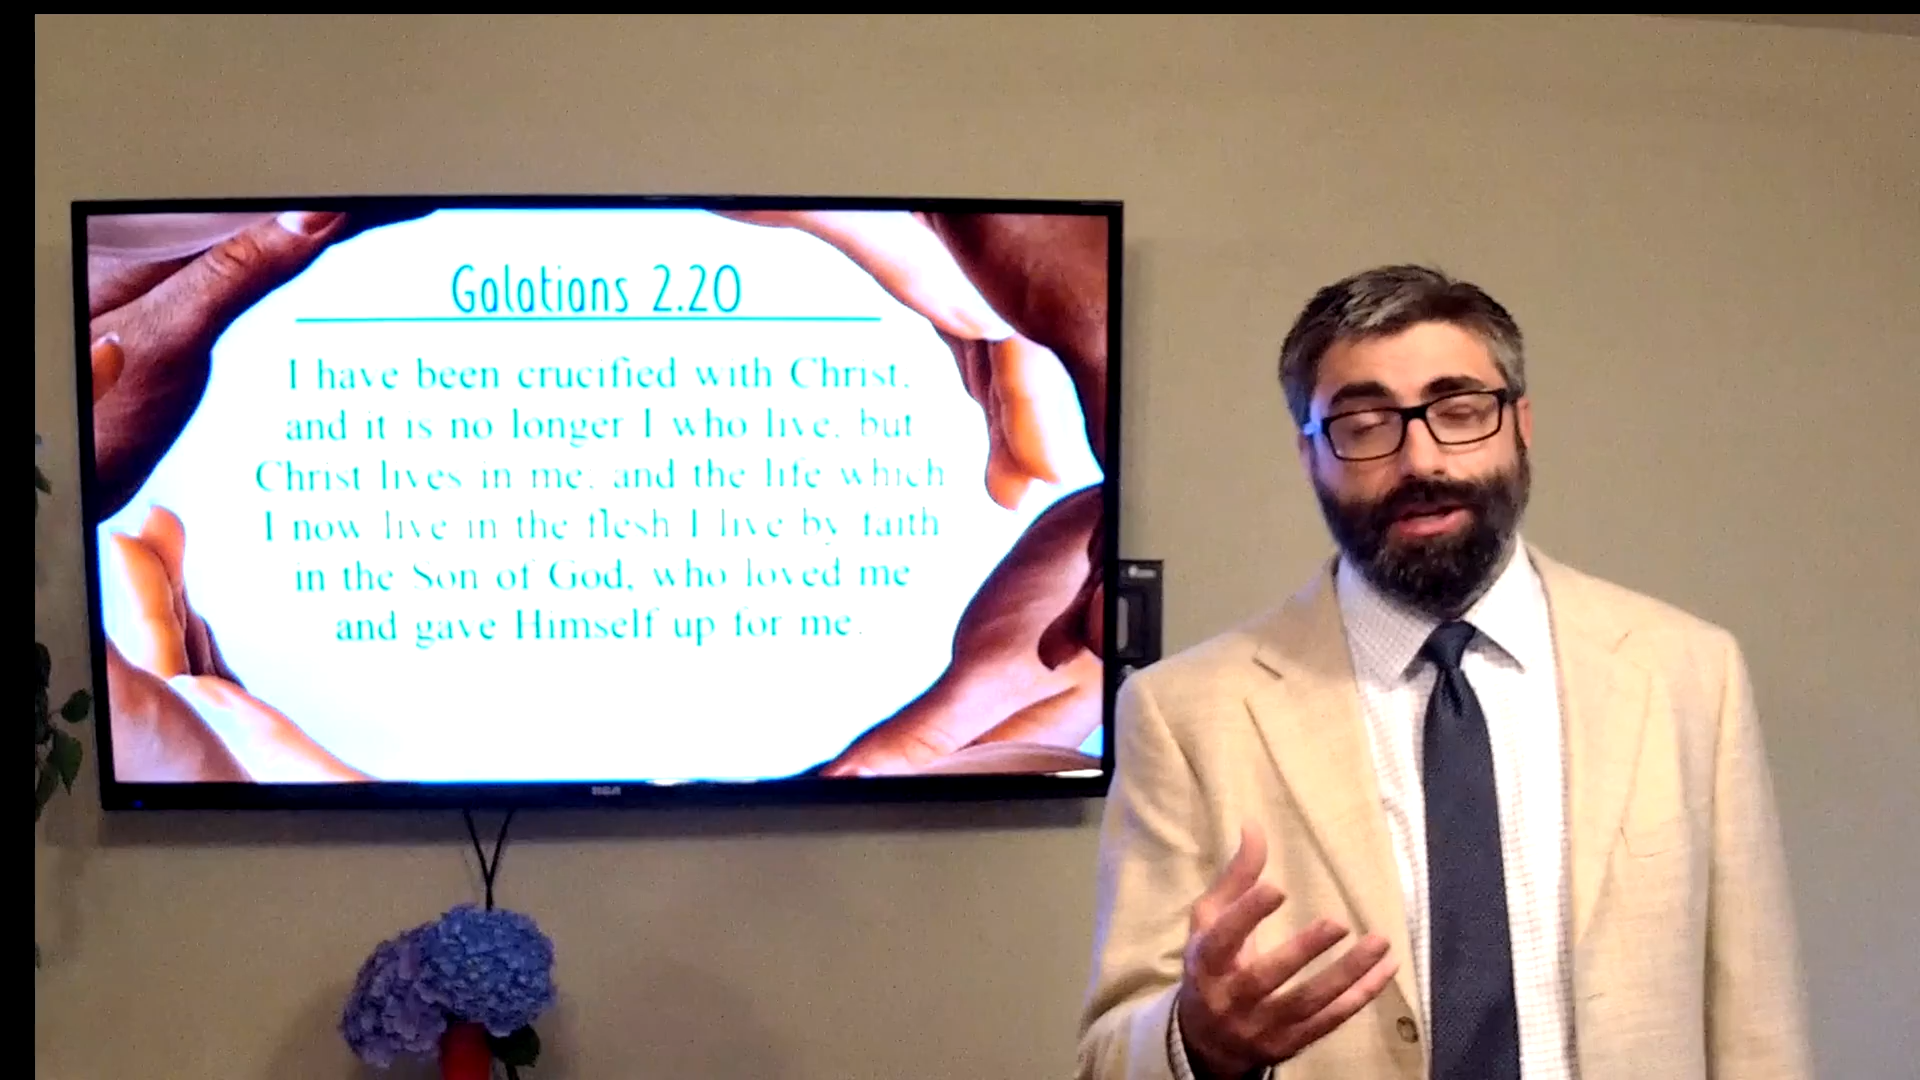 Galatians 2.20
I have been crucified with Christ,
and it is no longer I who live, but
Christ lives in me, and the life which
I now live in the flesh I live by faith
in the Son of God, who loved me
and gave Himself up for me.
RCA